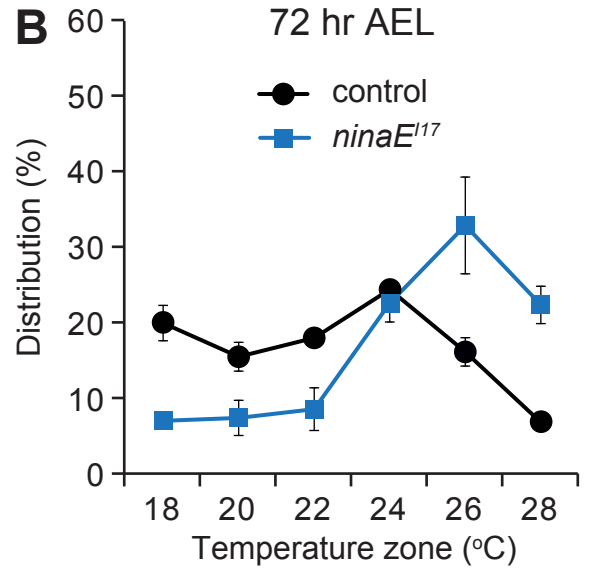 B
72 hr AEL
control
ninaE^I17
Distribution (%)
60
50
40
30
20
10
0
18 20 22 24 26 28
Temperature zone (°C)